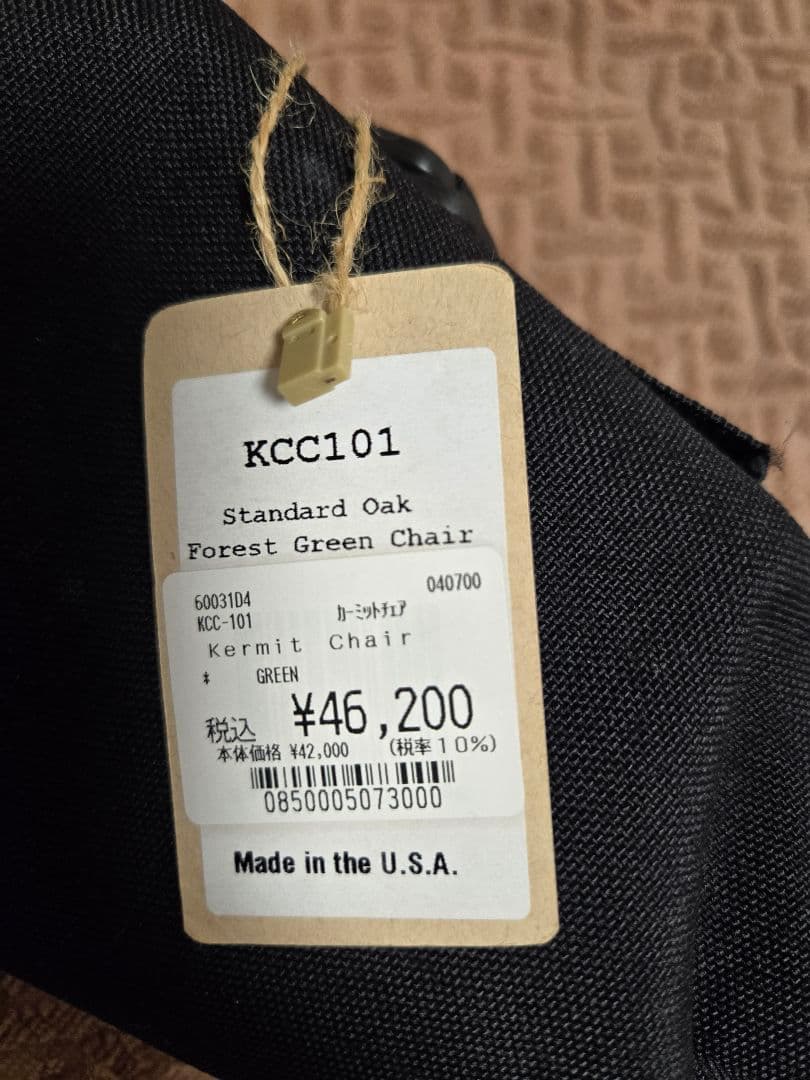 KCC101
Standard Oak
Forest Green Chair
60031D4
040700
KCC-101
ｶｰﾐｯﾄﾁｪｱ
Kermit Chair
* GREEN
税込 ¥46,200
本体価格 ¥42,000 (税率１０%)
0850005073000
Made in the U.S.A.